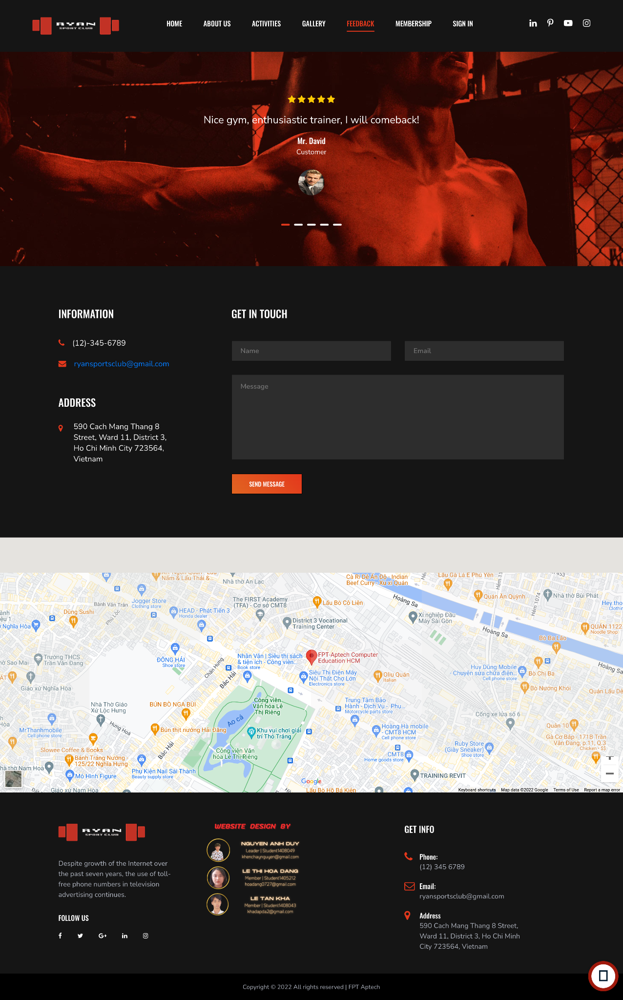 RYAN
SPORT CLUB
HOME ABOUT US ACTIVITIES GALLERY FEEDBACK MEMBERSHIP SIGN IN
Nice gym, enthusiastic trainer, I will comeback!
Mr. David
Customer
INFORMATION
(12)-345-6789
ryansportsclub@gmail.com
ADDRESS
590 Cach Mang Thang 8
Street, Ward 11, District 3,
Ho Chi Minh City 723564,
Vietnam
GET IN TOUCH
Name
Email
Message
SEND MESSAGE
Nấm & Lẩu Thái &...
Nhà thờ An Lạc
Cà Ri Dê Ấn Độ - Indian
Beef Curry - Xu xi Quán
Lẩu Gà Lá É Phú Yên
Hẻm 1074
Nhà thờ Bùi Phát
Quán Ăn Quỳnh
Jogger Store
Clothing store
Bành Văn Trân
Phú Lộc
The FIRST Academy
(TFA) - Cơ sở CMT8
Lẩu Bò Cô Liên
Hoàng Sa
Dũng Sushi
HEAD - Phát Tiến 3
Honda dealer
District 3 Vocational
Training Center
Xí nghiệp Đầu
Máy Sài Gòn
Nghĩa Hòa
Hoàng Sa
QUÁN 1122
Noodle Shop
Bò Ba Lão
Trường THCS
Trần Văn Đang
ĐÔNG HẢI
Shoe store
Chấn Hưng
Bắc Hải
Nhân Văn | Siêu thị sách
& tiện ích - Công viên...
Book store
FPT-Aptech Computer
Education HCM
Siêu Thị Điện Máy
Nội Thất Chợ Lớn
Electronics store
Oliu Quán
Italian
Huy Dũng Mobile
- Chuyên sửa chữa điện...
Cell phone store
Bò Chị Ba
Hoàng Sa
Bò Nướng Khói
Giáo xứ Nghĩa Hòa
Nhà Thờ Giáo
Xứ Lộc Hưng
BÚN BÒ NGA BÙI
Công viên
Văn hóa Lê
Thị Riêng
Trung Tâm Bảo
Hành - Dịch Vụ - Phụ...
Motorcycle parts store
Cổng xe lửa số 6
Ao cá
MrThanhmobile
Cell phone store
Hưng Hoá
Bún thịt nướng Hải Đăng
Khu vui chơi giải
trí Thỏ Trắng
Hoàng Hà mobile
- CMT8 HCM
Cell phone store
Quán 10
Gà Cơ Bắp - 171B Trần
Văn Đang, p.11, Q.3
Chicken • $$
Slowee Coffee & Books
Bắc Hải
Công viên Văn
hóa Lê Thị Riêng
Ruby Store
(Giày Sneaker)
Shoe store
Bánh Tráng Nướng -
125/22 Nghĩa Hưng
CMT8
Home goods store
Mô Hình Figure
Phụ Kiện Nail Sài Thành
Beauty supply store
TRAINING REVIT
Giáo xứ Nam Hòa
Google
Lẩu Bò Hồ Bá Kiện
Keyboard shortcuts Map data ©2022 Google Terms of Use Report a map error
RYAN
SPORT CLUB
Despite growth of the Internet over
the past seven years, the use of toll-
free phone numbers in television
advertising continues.
FOLLOW US
WEBSITE DESIGN BY
NGUYEN ANH DUY
Leader | Student1408049
khenchaynguyen@gmail.com
LE THI HOA DANG
Member | Student1405212
hoadang0727@gmail.com
LE TAN KHA
Member | Student1408043
khadapda2@gmail.com
GET INFO
Phone:
(12) 345 6789
Email:
ryansportsclub@gmail.com
Address
590 Cach Mang Thang 8 Street,
Ward 11, District 3, Ho Chi Minh
City 723564, Vietnam
Copyright © 2022 All rights reserved | FPT Aptech